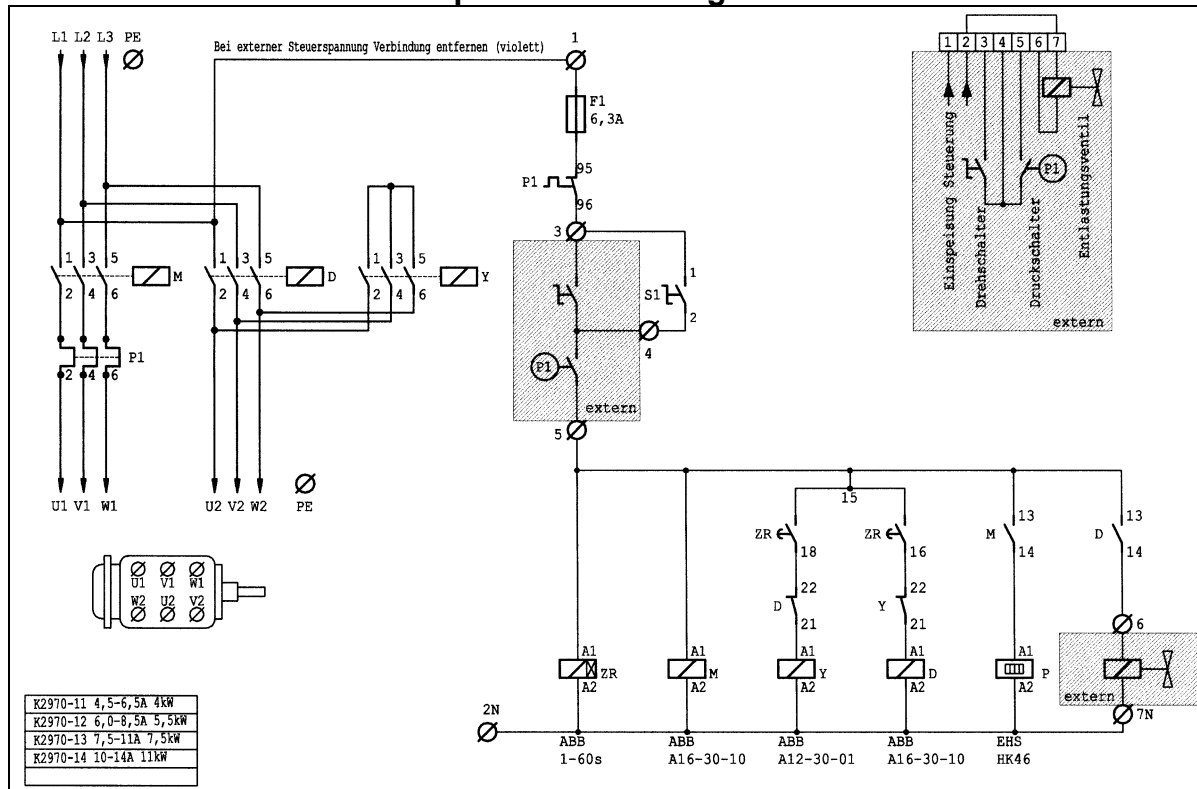 L1 L2 L3 PE
Bei externer Steuerspannung Verbindung entfernen (violett)
1
F1
6,3A
95
P1
96
3
1 3 5
M
2 4 6
1 3 5
D
2 4 6
1 3 5
Y
2 4 6
1
S1
2
4
P1
2 4 6
P1
extern
5
U1 V1 W1
U2 V2 W2
PE
1 2 3 4 5 6 7
Einspeisung Steuerung
Drehschalter
Druckschalter
P1
Entlastungsventil
extern
15
ZR
18
ZR
16
M
13
14
D
13
14
D
22
21
Y
22
21
6
U1 V1 W1
W2 U2 V2
A1
ZR
A2
A1
M
A2
A1
Y
A2
A1
D
A2
A1
P
A2
extern
7N
2N
ABB
1-60s
ABB
A16-30-10
ABB
A12-30-01
ABB
A16-30-10
EHS
HK46
K2970-11 4,5-6,5A 4kW
K2970-12 6,0-8,5A 5,5kW
K2970-13 7,5-11A 7,5kW
K2970-14 10-14A 11kW